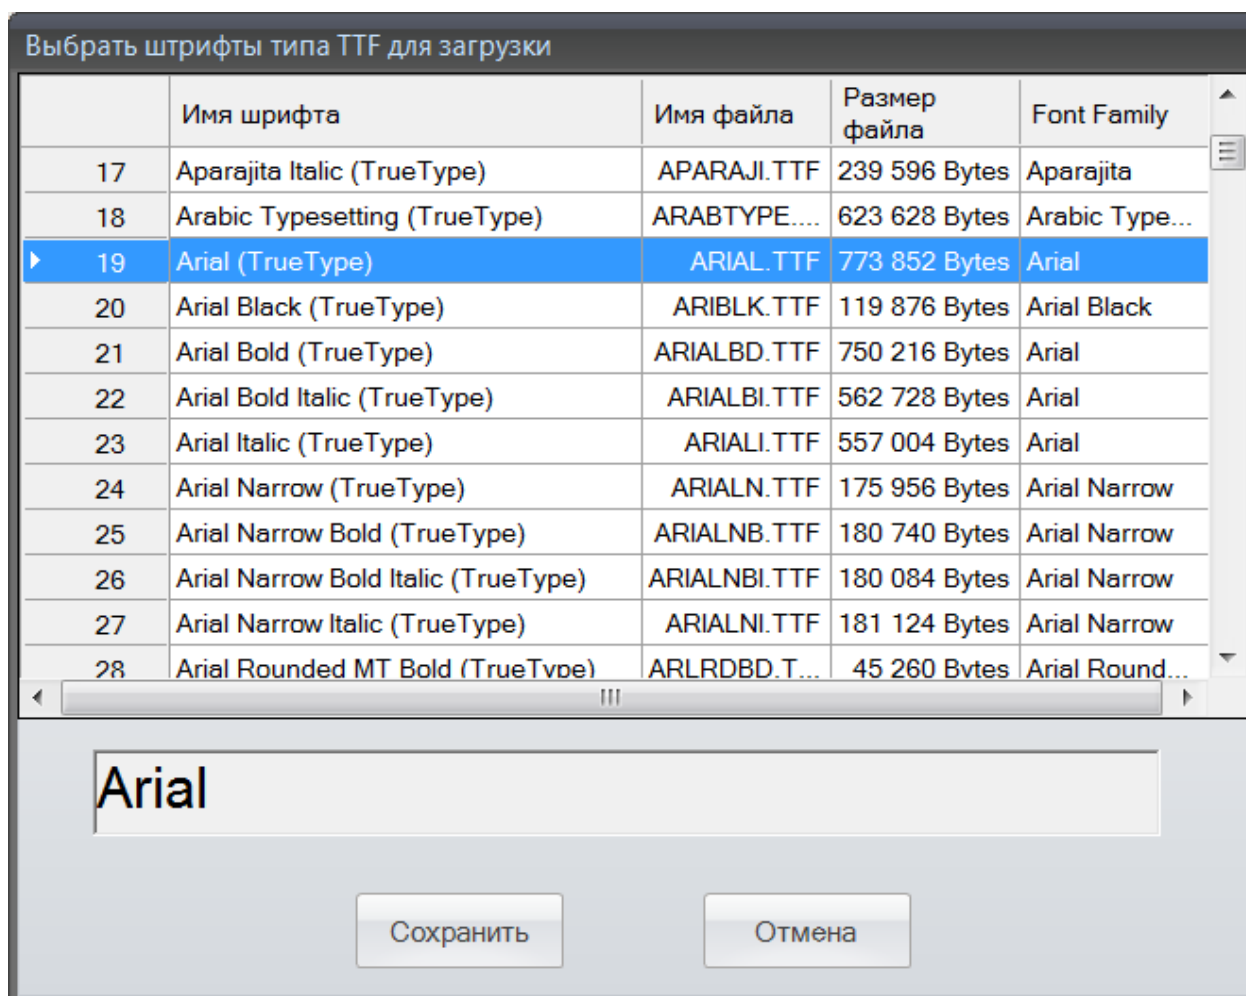 Выбрать штрифты типа TTF для загрузки
Имя шрифта Имя файла Размер файла Font Family
17 Aparajita Italic (TrueType) APARAJI.TTF 239 596 Bytes Aparajita
18 Arabic Typesetting (TrueType) ARABTYPE.... 623 628 Bytes Arabic Type...
19 Arial (TrueType) ARIAL.TTF 773 852 Bytes Arial
20 Arial Black (TrueType) ARIBLK.TTF 119 876 Bytes Arial Black
21 Arial Bold (TrueType) ARIALBD.TTF 750 216 Bytes Arial
22 Arial Bold Italic (TrueType) ARIALBI.TTF 562 728 Bytes Arial
23 Arial Italic (TrueType) ARIALI.TTF 557 004 Bytes Arial
24 Arial Narrow (TrueType) ARIALN.TTF 175 956 Bytes Arial Narrow
25 Arial Narrow Bold (TrueType) ARIALNB.TTF 180 740 Bytes Arial Narrow
26 Arial Narrow Bold Italic (TrueType) ARIALNBI.TTF 180 084 Bytes Arial Narrow
27 Arial Narrow Italic (TrueType) ARIALNI.TTF 181 124 Bytes Arial Narrow
28 Arial Rounded MT Bold (TrueType) ARLRDBD.T... 45 260 Bytes Arial Round...
Arial
Сохранить Отмена